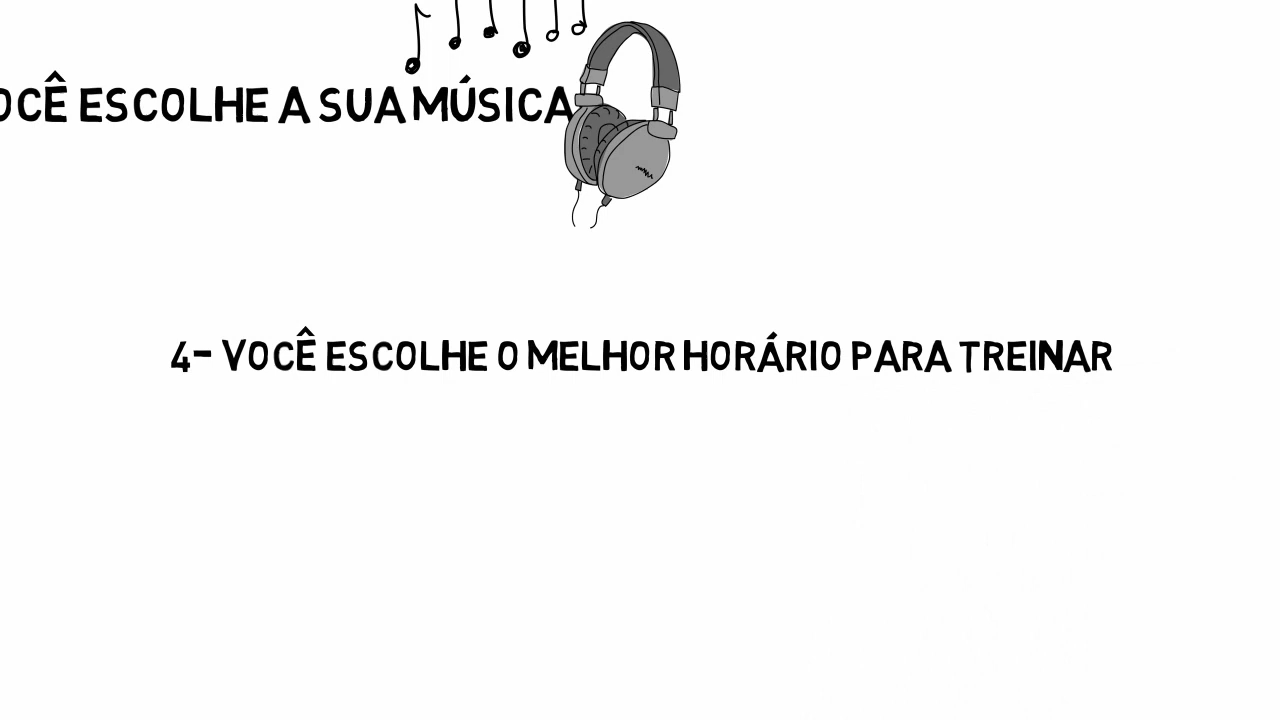 OCÊ ESCOLHE A SUA MÚSICA
4- VOCÊ ESCOLHE O MELHOR HORÁRIO PARA TREINAR